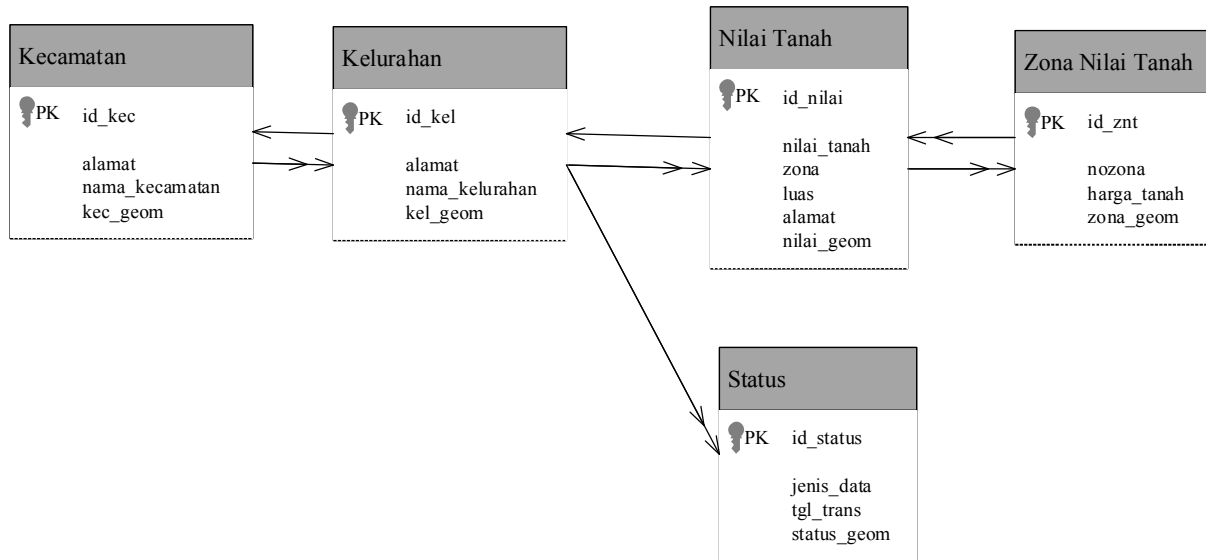 Kecamatan
PK id_kec
alamat
nama_kecamatan
kec_geom
Kelurahan
PK id_kel
alamat
nama_kelurahan
kel_geom
Nilai Tanah
PK id_nilai
nilai_tanah
zona
luas
alamat
nilai_geom
Zona Nilai Tanah
PK id_znt
nozona
harga_tanah
zona_geom
Status
PK id_status
jenis_data
tgl_trans
status_geom